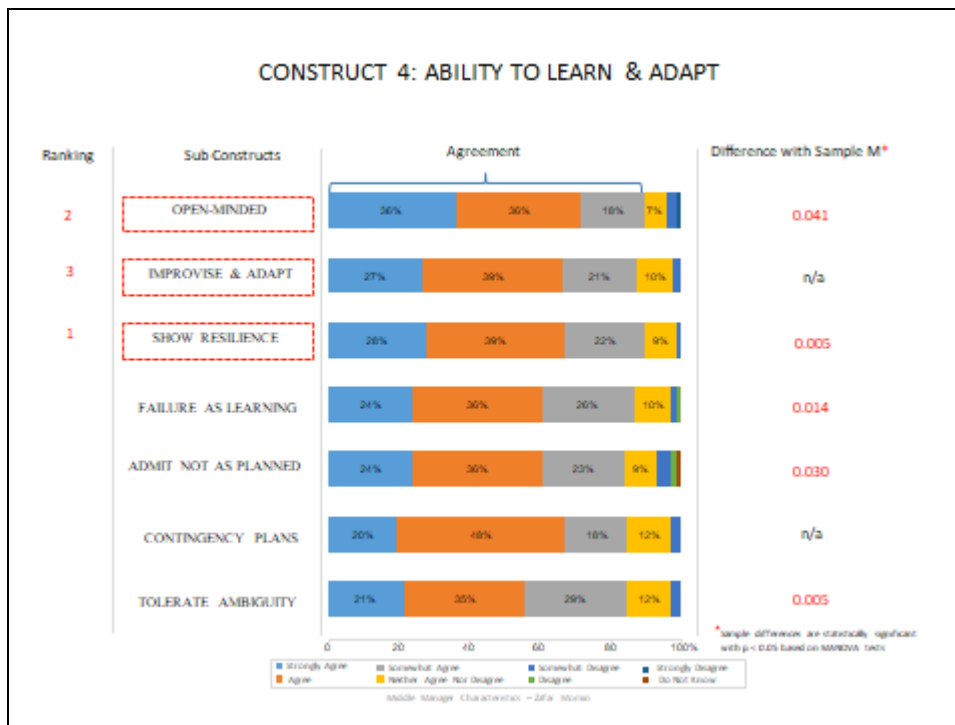 CONSTRUCT 4: ABILITY TO LEARN & ADAPT
Ranking Sub Constructs Agreement Difference with Sample M*
2 OPEN-MINDED 36% 36% 18% 7% 0.041
3 IMPROVISE & ADAPT 27% 39% 21% 10% n/a
1 SHOW RESILIENCE 28% 39% 22% 9% 0.005
FAILURE AS LEARNING 24% 36% 26% 10% 0.014
ADMIT NOT AS PLANNED 24% 36% 23% 9% 0.030
CONTINGENCY PLANS 20% 48% 18% 12% n/a
TOLERATE AMBIGUITY 21% 35% 29% 12% 0.005
0 20 40 60 80 100%
*Sample differences are statistically significant
with p < 0.05 based on MANOVA tests
Strongly Agree Somewhat Agree Somewhat Disagree Strongly Disagree
Agree Neither Agree Nor Disagree Disagree Do Not Know
Middle Manager Characteristics – Zafar